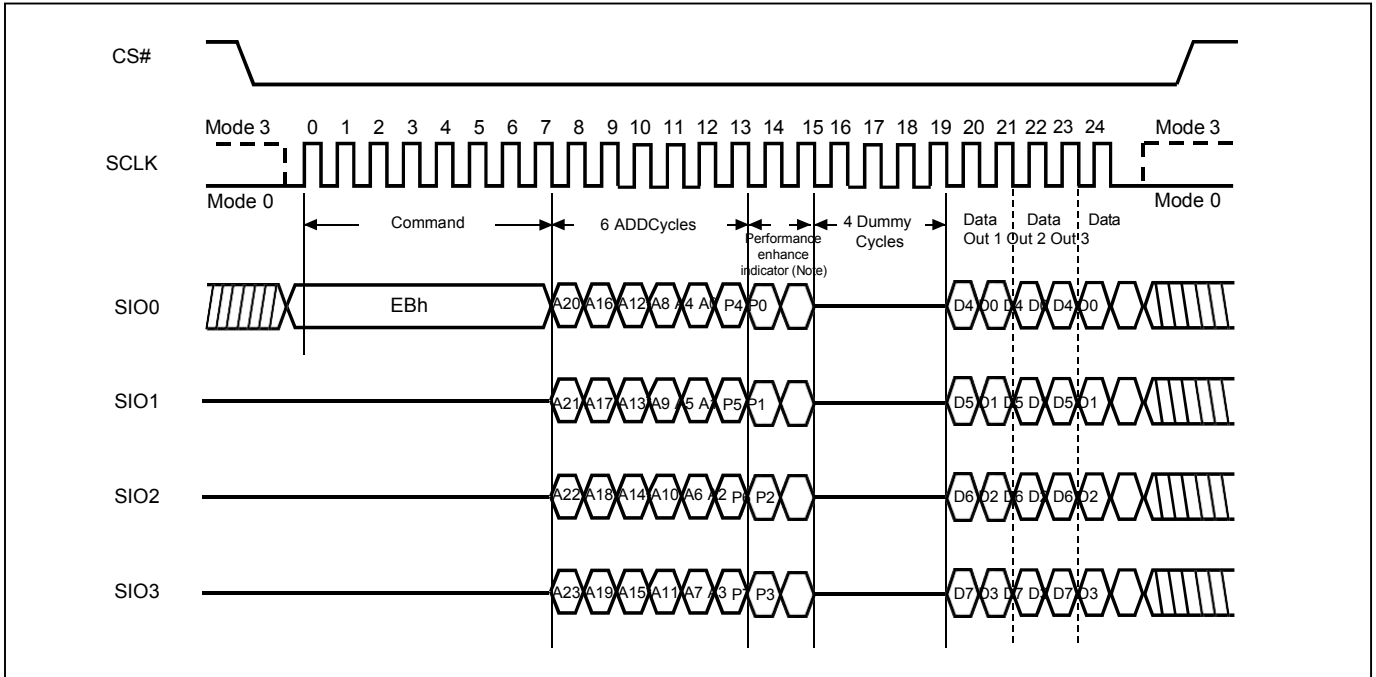 CS#
Mode 3 0 1 2 3 4 5 6 7 8 9 10 11 12 13 14 15 16 17 18 19 20 21 22 23 24 Mode 3
SCLK
Mode 0 Mode 0
Command 6 ADDCycles Performance enhance indicator (Note) 4 Dummy Cycles Data Out 1 Data Out 2 Data Out 3
SIO0 EBh A20 A16 A12 A8 A4 P4 P0 D4 D0 D4 D4 D0
SIO1 A21 A17 A13 A9 A5 P5 P1 D5 D1 D5 D5 D1
SIO2 A22 A18 A14 A10 A6 A2 P2 D6 D2 D6 D6 D2
SIO3 A23 A19 A15 A11 A7 A3 P3 D7 D3 D7 D7 D3